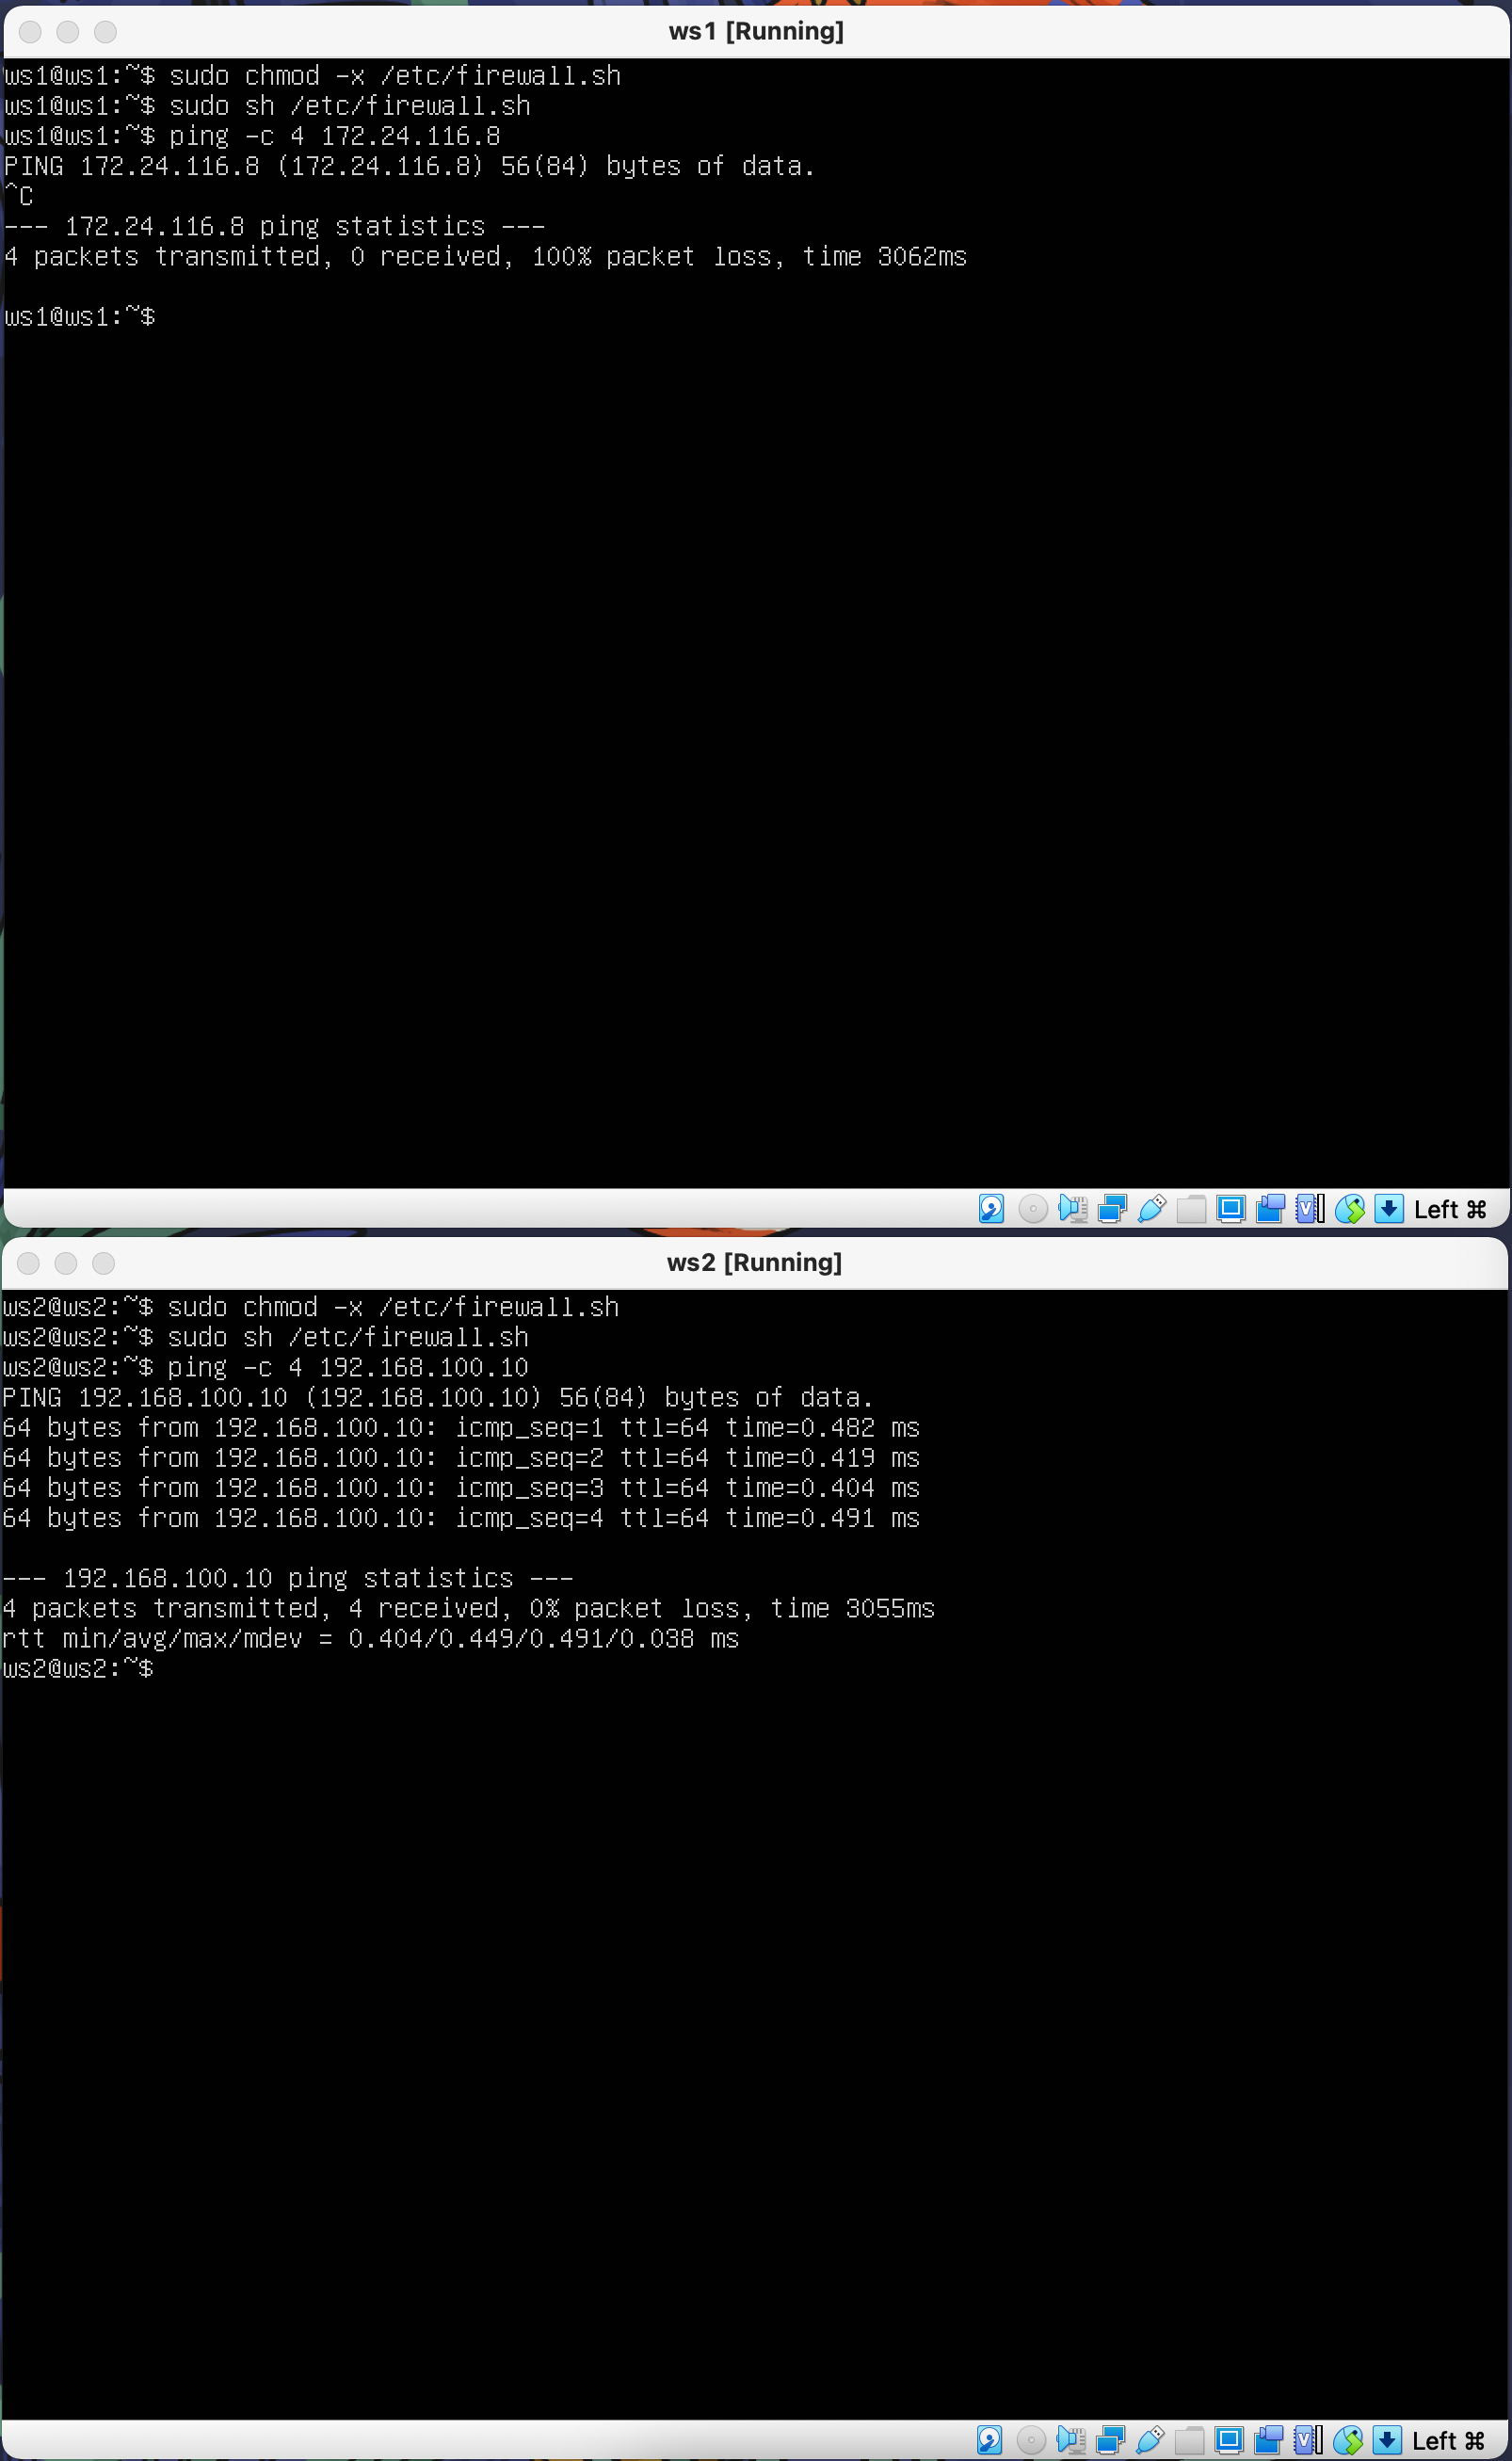 ws1 [Running]
ws1@ws1:~$ sudo chmod -x /etc/firewall.sh
ws1@ws1:~$ sudo sh /etc/firewall.sh
ws1@ws1:~$ ping -c 4 172.24.116.8
PING 172.24.116.8 (172.24.116.8) 56(84) bytes of data.
^C
--- 172.24.116.8 ping statistics ---
4 packets transmitted, 0 received, 100% packet loss, time 3062ms
ws1@ws1:~$
Left ⌘
ws2 [Running]
ws2@ws2:~$ sudo chmod -x /etc/firewall.sh
ws2@ws2:~$ sudo sh /etc/firewall.sh
ws2@ws2:~$ ping -c 4 192.168.100.10
PING 192.168.100.10 (192.168.100.10) 56(84) bytes of data.
64 bytes from 192.168.100.10: icmp_seq=1 ttl=64 time=0.482 ms
64 bytes from 192.168.100.10: icmp_seq=2 ttl=64 time=0.419 ms
64 bytes from 192.168.100.10: icmp_seq=3 ttl=64 time=0.404 ms
64 bytes from 192.168.100.10: icmp_seq=4 ttl=64 time=0.491 ms
--- 192.168.100.10 ping statistics ---
4 packets transmitted, 4 received, 0% packet loss, time 3055ms
rtt min/avg/max/mdev = 0.404/0.449/0.491/0.038 ms
ws2@ws2:~$
Left ⌘